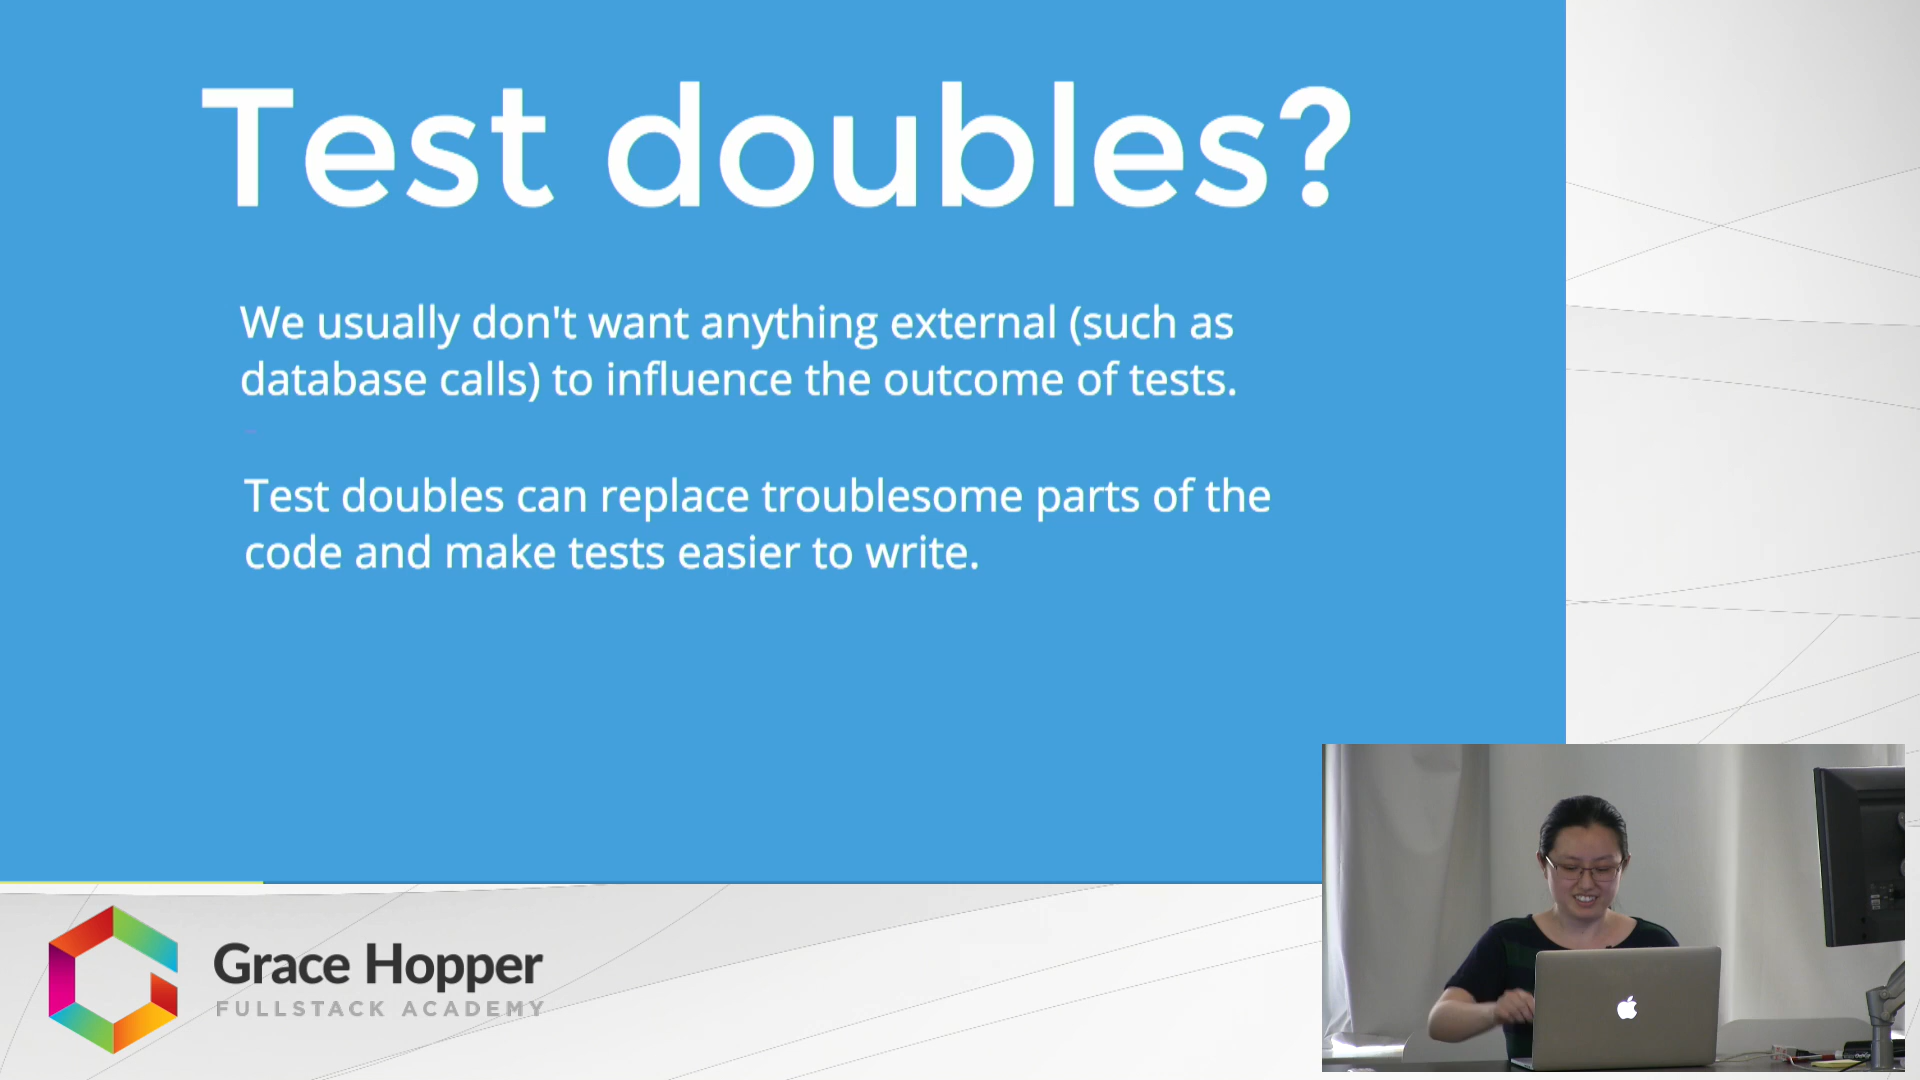 Test doubles?
We usually don't want anything external (such as
database calls) to influence the outcome of tests.
Test doubles can replace troublesome parts of the
code and make tests easier to write.
Grace Hopper
FULLSTACK ACADEMY